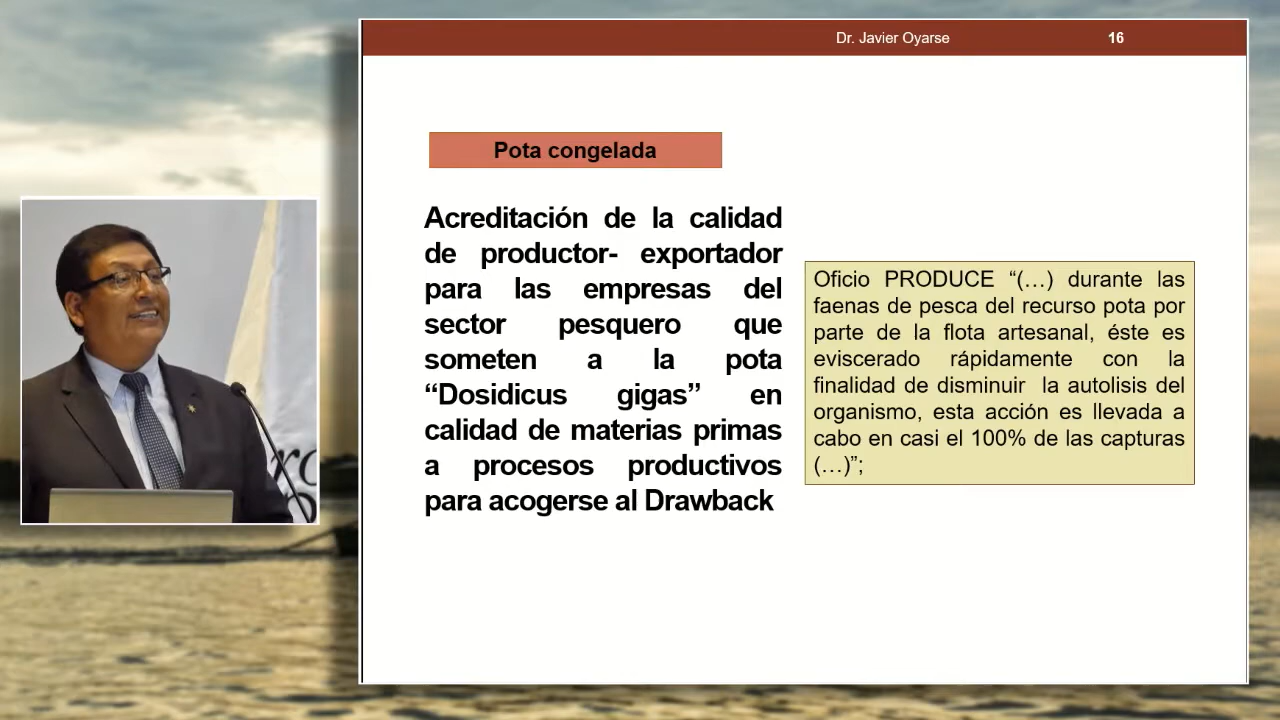 Dr. Javier Oyarse
16
Pota congelada
Acreditación de la calidad
de productor- exportador
para las empresas del
sector pesquero que
someten a la pota
“Dosidicus gigas” en
calidad de materias primas
a procesos productivos
para acogerse al Drawback
Oficio PRODUCE “(…) durante las
faenas de pesca del recurso pota por
parte de la flota artesanal, éste es
eviscerado rápidamente con la
finalidad de disminuir la autolisis del
organismo, esta acción es llevada a
cabo en casi el 100% de las capturas
(…)”;